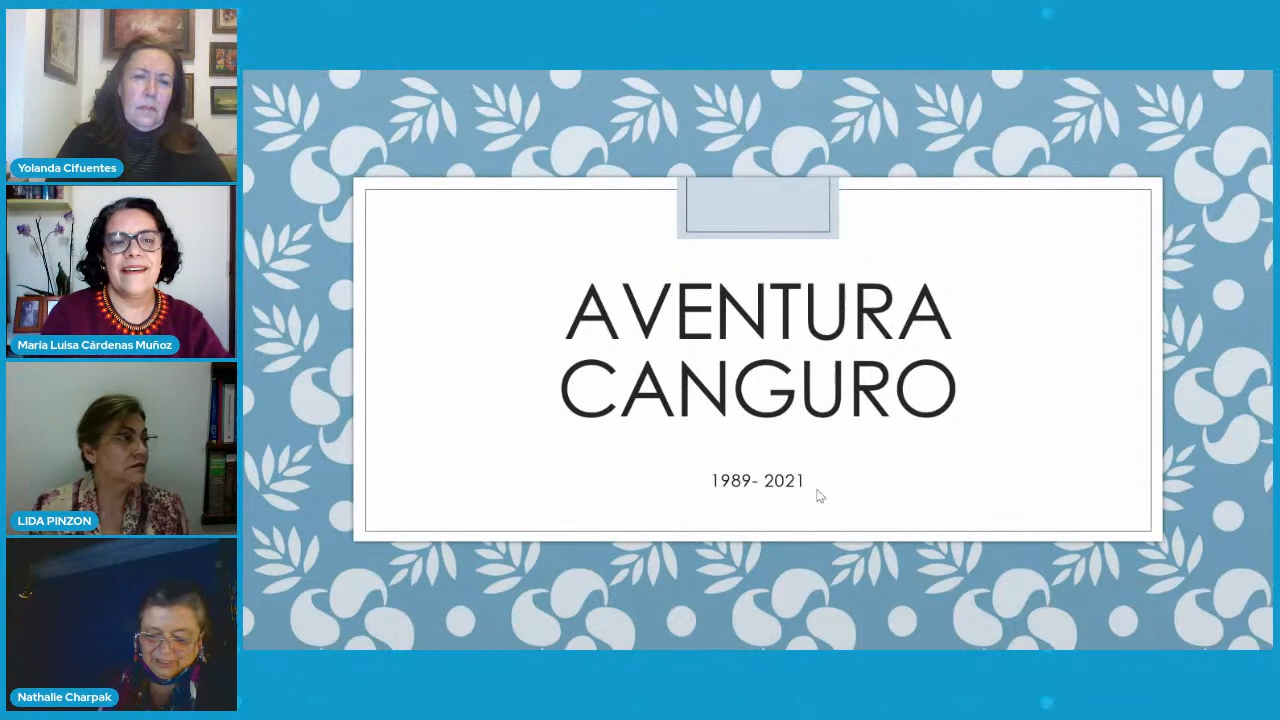 Yolanda Cifuentes
María Luisa Cárdenas Muñoz
LIDA PINZON
Nathalie Charpak
AVENTURA
CANGURO
1989- 2021